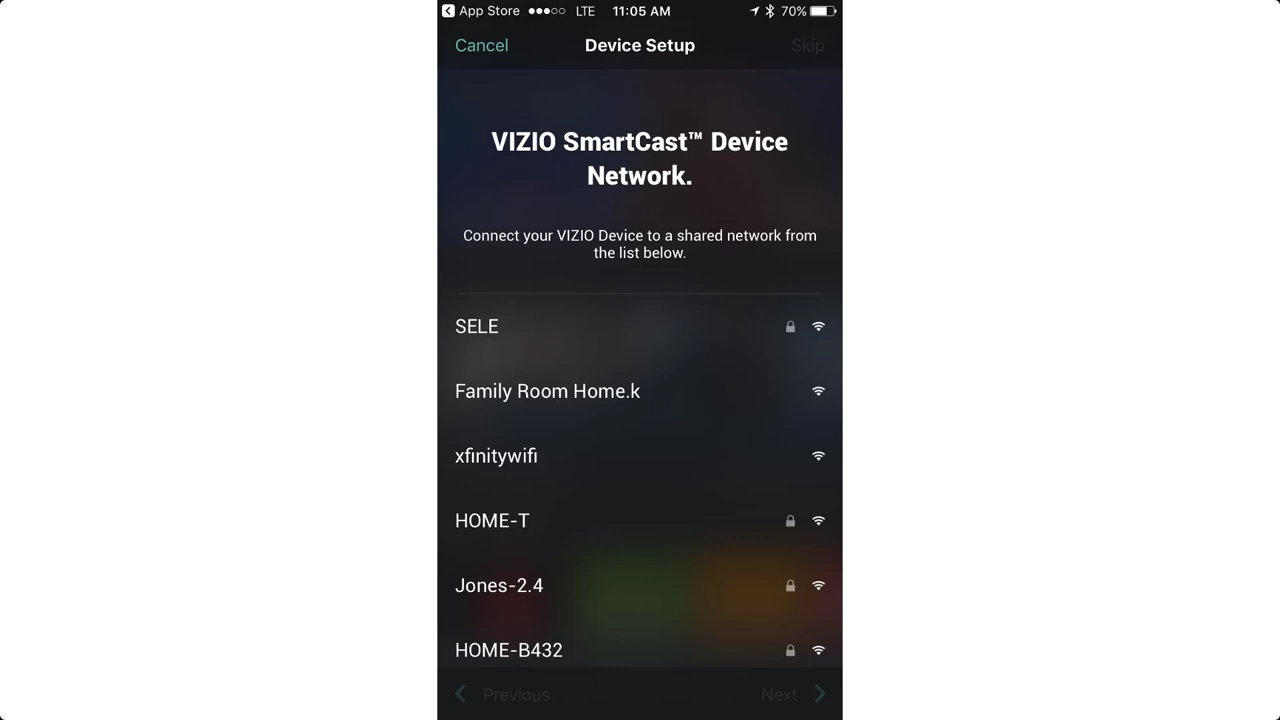 App Store LTE 11:05 AM 70%
Cancel Device Setup Skip
VIZIO SmartCast™ Device
Network.
Connect your VIZIO Device to a shared network from
the list below.
SELE
Family Room Home.k
xfinitywifi
HOME-T
Jones-2.4
HOME-B432
Previous Next